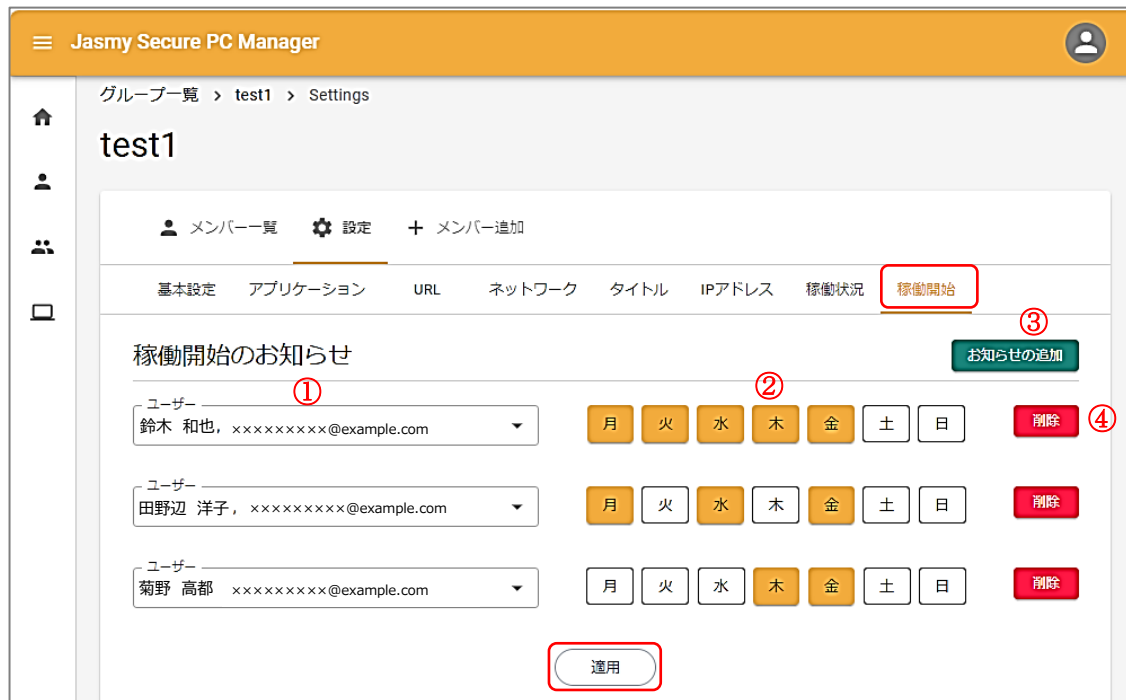 Jasmy Secure PC Manager
グループ一覧 > test1 > Settings
test1
メンバー一覧 設定 + メンバー追加
基本設定 アプリケーション URL ネットワーク タイトル IPアドレス 稼働状況 稼働開始
③
稼働開始のお知らせ お知らせの追加
① ②
ユーザー
鈴木 和也, ×××××××××@example.com 月 火 水 木 金 土 日 削除 ④
ユーザー
田野辺 洋子, ×××××××××@example.com 月 火 水 木 金 土 日 削除
ユーザー
菊野 高都 ×××××××××@example.com 月 火 水 木 金 土 日 削除
適用